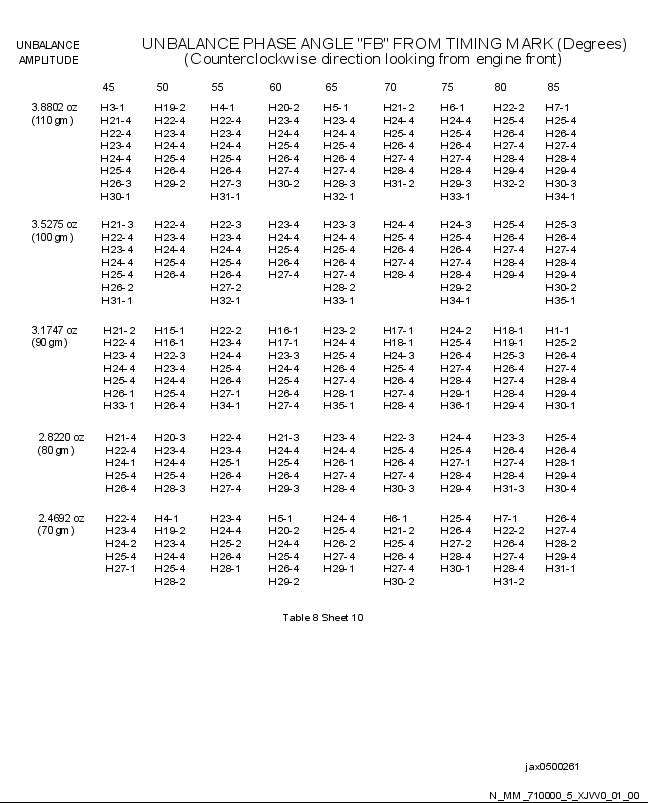 UNBALANCE PHASE ANGLE "FB" FROM TIMING MARK (Degrees)
(Counterclockwise direction looking from engine front)
UNBALANCE
AMPLITUDE
45 50 55 60 65 70 75 80 85
3.8802 oz H3-1 H19-2 H4-1 H20-2 H5-1 H21-2 H6-1 H22-2 H7-1
(110 gm) H21-4 H22-4 H22-4 H23-4 H23-4 H24-4 H24-4 H25-4 H25-4
H22-4 H23-4 H23-4 H24-4 H24-4 H25-4 H25-4 H26-4 H26-4
H23-4 H24-4 H24-4 H25-4 H25-4 H26-4 H26-4 H27-4 H27-4
H24-4 H25-4 H25-4 H26-4 H26-4 H27-4 H27-4 H28-4 H28-4
H25-4 H26-4 H26-4 H27-4 H27-4 H28-4 H28-4 H29-4 H29-4
H26-3 H29-2 H27-3 H30-2 H28-3 H31-2 H29-3 H32-2 H30-3
H30-1 H31-1 H32-1 H33-1 H34-1
3.5275 oz H21-3 H22-4 H22-3 H23-4 H23-3 H24-4 H24-3 H25-4 H25-3
(100 gm) H22-4 H23-4 H23-4 H24-4 H24-4 H25-4 H25-4 H26-4 H26-4
H23-4 H24-4 H24-4 H25-4 H25-4 H26-4 H26-4 H27-4 H27-4
H24-4 H25-4 H25-4 H26-4 H26-4 H27-4 H27-4 H28-4 H28-4
H25-4 H26-4 H26-4 H27-4 H27-4 H28-4 H28-4 H29-4 H29-4
H26-2 H27-2 H28-2 H29-2 H30-2
H31-1 H32-1 H33-1 H34-1 H35-1
3.1747 oz H21-2 H15-1 H22-2 H16-1 H23-2 H17-1 H24-2 H18-1 H1-1
(90 gm) H22-4 H16-1 H23-4 H17-1 H24-4 H18-1 H25-4 H19-1 H25-2
H23-4 H22-3 H24-4 H23-3 H25-4 H24-3 H26-4 H25-3 H26-4
H24-4 H23-4 H25-4 H24-4 H26-4 H25-4 H27-4 H26-4 H27-4
H25-4 H24-4 H26-4 H25-4 H27-4 H26-4 H28-4 H27-4 H28-4
H26-1 H25-4 H27-1 H26-4 H28-1 H27-4 H29-1 H28-4 H29-4
H33-1 H26-4 H34-1 H27-4 H35-1 H28-4 H36-1 H29-4 H30-1
2.8220 oz H21-4 H20-3 H22-4 H21-3 H23-4 H22-3 H24-4 H23-3 H25-4
(80 gm) H22-4 H23-4 H23-4 H24-4 H24-4 H25-4 H25-4 H26-4 H26-4
H24-1 H24-4 H25-1 H25-4 H26-1 H26-4 H27-1 H27-4 H28-1
H25-4 H25-4 H26-4 H26-4 H27-4 H27-4 H28-4 H28-4 H29-4
H26-4 H28-3 H27-4 H29-3 H28-4 H30-3 H29-4 H31-3 H30-4
2.4692 oz H22-4 H4-1 H23-4 H5-1 H24-4 H6-1 H25-4 H7-1 H26-4
(70 gm) H23-4 H19-2 H24-4 H20-2 H25-4 H21-2 H26-4 H22-2 H27-4
H24-2 H23-4 H25-2 H24-4 H26-2 H25-4 H27-2 H26-4 H28-2
H25-4 H24-4 H26-4 H25-4 H27-4 H26-4 H28-4 H27-4 H29-4
H27-1 H25-4 H28-1 H26-4 H29-1 H27-4 H30-1 H28-4 H31-1
H28-2 H29-2 H30-2 H31-2
Table 8 Sheet 10
jax0500261
N_MM_710000_5_XJW0_01_00